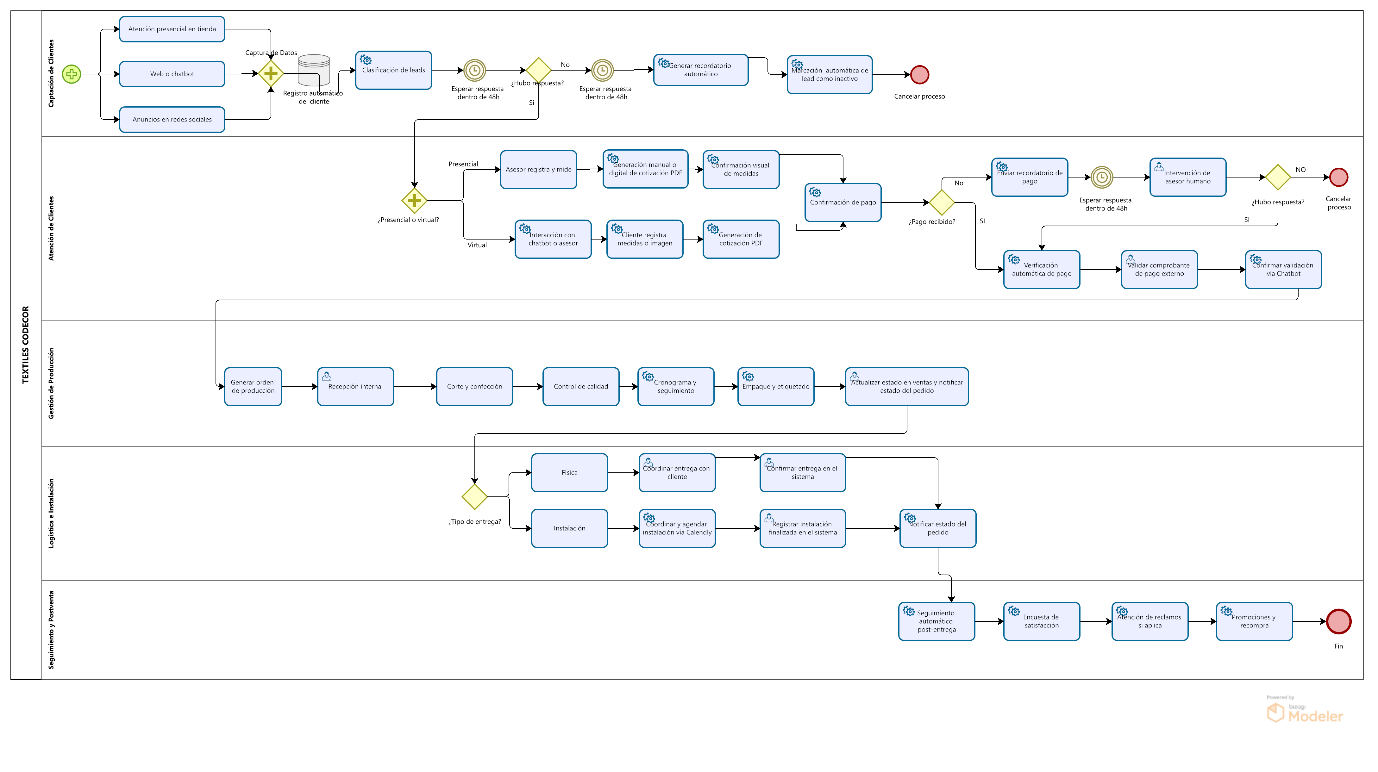 TEXTILES CODECOR
Captación de Clientes
Atención presencial en tienda
Web o chatbot
Anuncios en redes sociales
Captura de Datos
Registro automático
del cliente
Clasificación de leads
Esperar respuesta
dentro de 48h
¿Hubo respuesta?
No
Si
Esperar respuesta
dentro de 48h
Generar recordatorio
automático
Marcación automática de
lead como inactivo
Cancelar proceso
Atención de Clientes
¿Presencial o virtual?
Presencial
Virtual
Asesor registra y mide
Generación manual o
digital de cotización PDF
Confirmación visual
de medidas
Interacción con
chatbot o asesor
Cliente registra
medidas o imagen
Generación de
cotización PDF
Confirmación de pago
¿Pago recibido?
No
SI
Enviar recordatorio de
pago
Esperar respuesta
dentro de 48h
Intervención de
asesor humano
¿Hubo respuesta?
NO
SI
Cancelar
proceso
Verificación
automática de pago
Validar comprobante
de pago externo
Confirmar validación
via Chatbot
Gestión de Producción
Generar orden
de producción
Recepción interna
Corte y confección
Control de calidad
Cronograma y
seguimiento
Empaque y etiquetado
Actualizar estado en ventas y notificar
estado del pedido
Logística e Instalación
¿Tipo de entrega?
Física
Coordinar entrega con
cliente
Confirmar entrega en el
sistema
Instalación
Coordinar y agendar
instalación vía Calendly
Registrar instalación
finalizada en el sistema
Notificar estado del
pedido
Seguimiento y Postventa
Seguimiento
automático
post-entrega
Encuesta de
satisfacción
Atención de reclamos
si aplica
Promociones y
recompra
Fin
Powered by
bizagi
Modeler